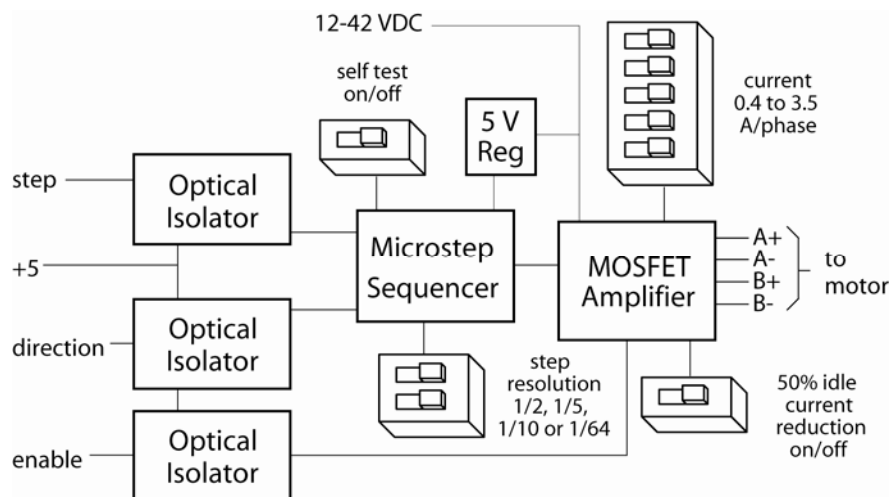 12-42 VDC
self test
on/off
5 V
Reg
current
0.4 to 3.5
A/phase
step
Optical
Isolator
+5
Microstep
Sequencer
MOSFET
Amplifier
A+
A-
B+
B-
to
motor
direction
Optical
Isolator
step
resolution
1/2, 1/5,
1/10 or 1/64
50% idle
current
reduction
on/off
enable
Optical
Isolator